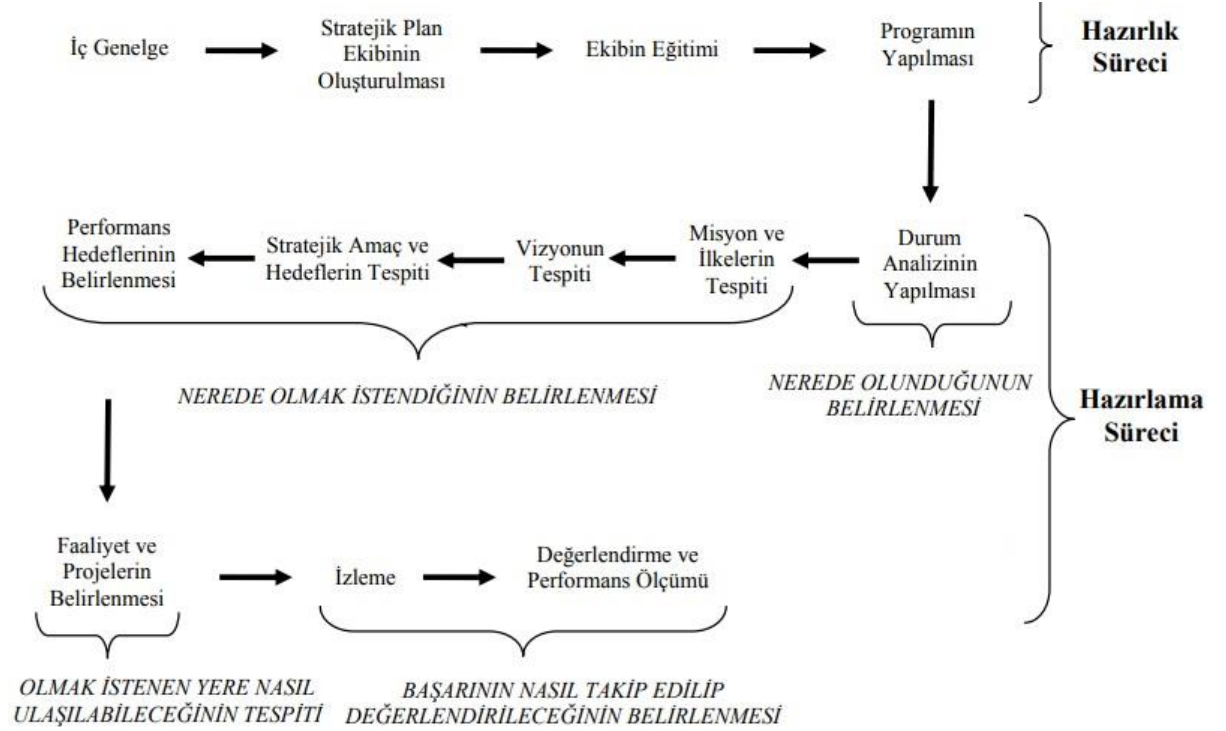 İç Genelge
Stratejik Plan
Ekibinin
Oluşturulması
Ekibin Eğitimi
Programın
Yapılması
Hazırlık
Süreci
Performans
Hedeflerinin
Belirlenmesi
Stratejik Amaç ve
Hedeflerin Tespiti
Vizyonun
Tespiti
Misyon ve
İlkelerin
Tespiti
Durum
Analizinin
Yapılması
NEREDE OLMAK İSTENDİĞİNİN BELİRLENMESİ
NEREDE OLUNDUĞUNUN
BELİRLENMESİ
Hazırlama
Süreci
Faaliyet ve
Projelerin
Belirlenmesi
İzleme
Değerlendirme ve
Performans Ölçümü
OLMAK İSTENEN YERE NASIL
ULAŞILABİLECEĞİNİN TESPİTİ
BAŞARININ NASIL TAKİP EDİLİP
DEĞERLENDİRİLECEĞİNİN BELİRLENMESİ